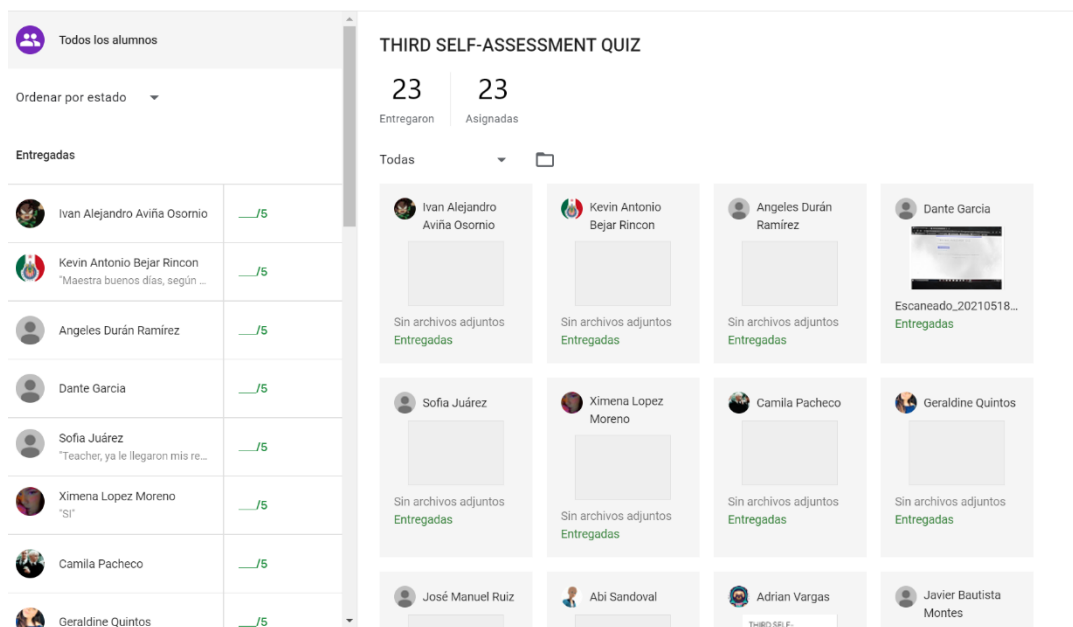 Todos los alumnos
Ordenar por estado
Entregadas
Ivan Alejandro Aviña Osornio
__/5
Kevin Antonio Bejar Rincon
"Maestra buenos días, según ...
__/5
Angeles Durán Ramírez
__/5
Dante Garcia
__/5
Sofia Juárez
"Teacher, ya le llegaron mis re...
__/5
Ximena Lopez Moreno
"SI"
__/5
Camila Pacheco
__/5
Geraldine Quintos
__/5
THIRD SELF-ASSESSMENT QUIZ
23
Entregaron
23
Asignadas
Todas
Ivan Alejandro
Aviña Osornio
Sin archivos adjuntos
Entregadas
Kevin Antonio
Bejar Rincon
Sin archivos adjuntos
Entregadas
Angeles Durán
Ramírez
Sin archivos adjuntos
Entregadas
Dante Garcia
Escaneado_20210518...
Entregadas
Sofia Juárez
Sin archivos adjuntos
Entregadas
Ximena Lopez
Moreno
Sin archivos adjuntos
Entregadas
Camila Pacheco
Sin archivos adjuntos
Entregadas
Geraldine Quintos
Sin archivos adjuntos
Entregadas
José Manuel Ruiz
Abi Sandoval
Adrian Vargas
THIRD SELF-
Javier Bautista
Montes